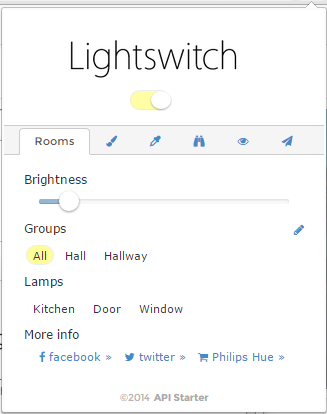 Lightswitch
Rooms
Brightness
Groups
All Hall Hallway
Lamps
Kitchen Door Window
More info
facebook » twitter » Philips Hue »
©2014 API Starter